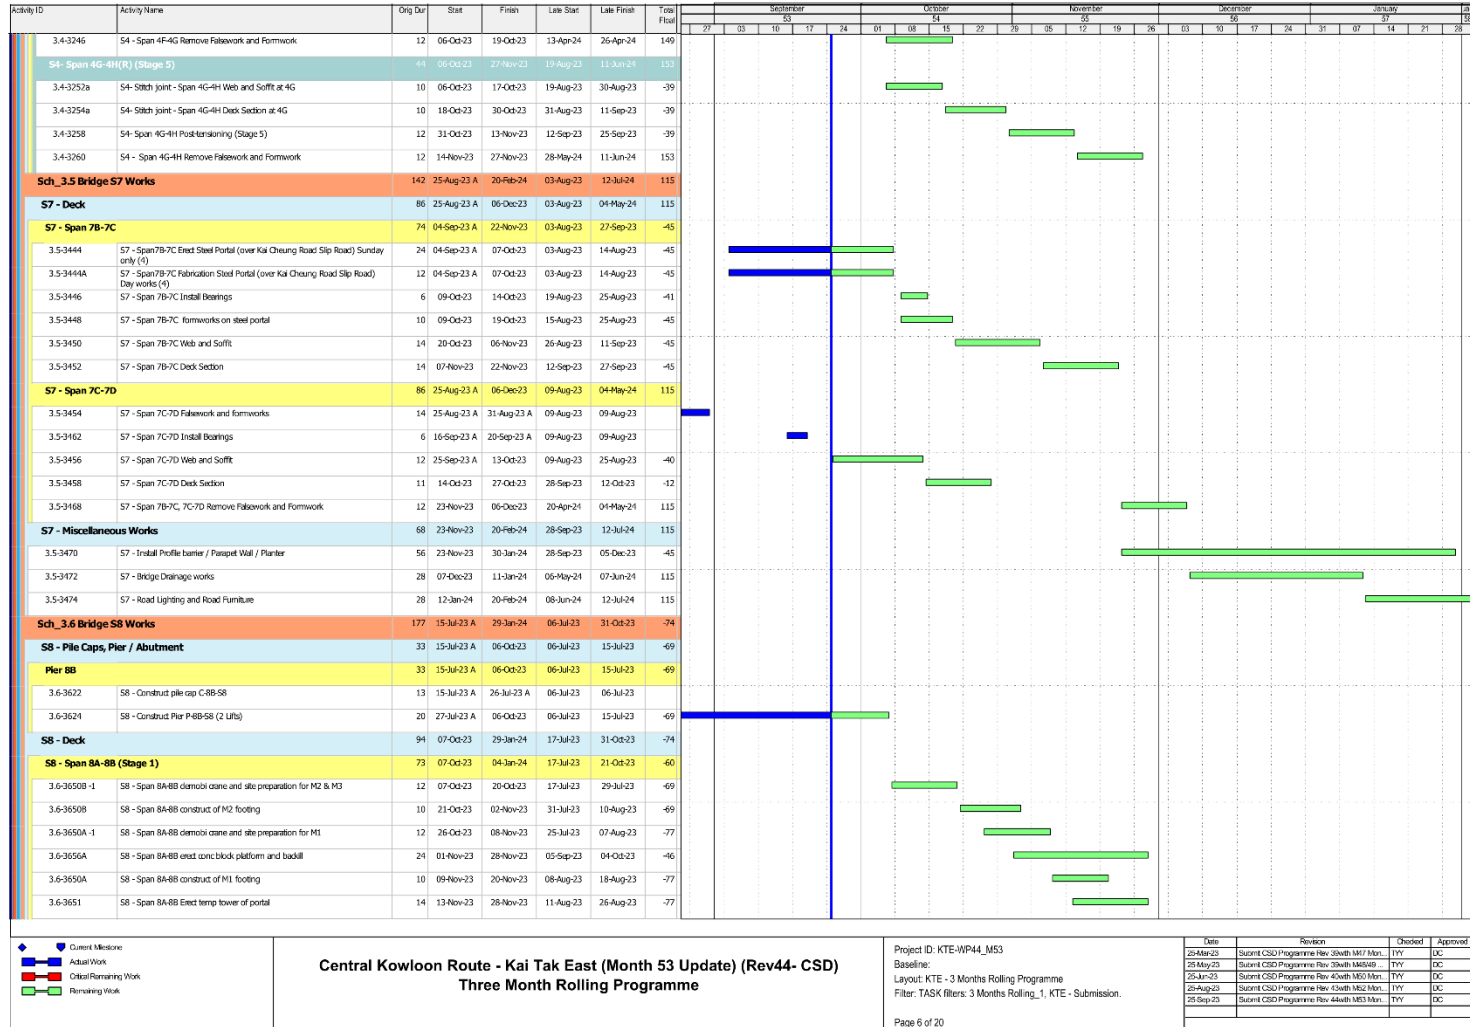 Activity ID Activity Name Orig Dur Start Finish Late Start Late Finish Total Float
September October November December January
53 54 55 56 57
27 03 10 17 24 01 08 15 22 29 05 12 19 26 03 10 17 24 31 07 14 21 28
3.4-3246 S4 - Span 4F-4G Remove Falsework and Formwork 12 06-Oct-23 19-Oct-23 13-Apr-24 26-Apr-24 149
S4- Span 4G-4H(R) (Stage 5) 44 06-Oct-23 27-Nov-23 19-Aug-23 11-Jun-24 153
3.4-3252a S4- Stitch joint - Span 4G-4H Web and Soffit at 4G 10 06-Oct-23 17-Oct-23 19-Aug-23 30-Aug-23 -39
3.4-3254a S4- Stitch joint - Span 4G-4H Deck Section at 4G 10 18-Oct-23 30-Oct-23 31-Aug-23 11-Sep-23 -39
3.4-3258 S4- Span 4G-4H Post-tensioning (Stage 5) 12 31-Oct-23 13-Nov-23 12-Sep-23 25-Sep-23 -39
3.4-3260 S4 - Span 4G-4H Remove Falsework and Formwork 12 14-Nov-23 27-Nov-23 28-May-24 11-Jun-24 153
Sch_3.5 Bridge S7 Works 142 25-Aug-23 A 20-Feb-24 03-Aug-23 12-Jul-24 115
S7 - Deck 86 25-Aug-23 A 06-Dec-23 03-Aug-23 04-May-24 115
S7 - Span 7B-7C 74 04-Sep-23 A 22-Nov-23 03-Aug-23 27-Sep-23 -45
3.5-3444 S7 - Span7B-7C Erect Steel Portal (over Kai Cheung Road Slip Road) Sunday 24 04-Sep-23 A 07-Oct-23 03-Aug-23 14-Aug-23 -45
only (4)
3.5-3444A S7 - Span7B-7C Fabrication Steel Portal (over Kai Cheung Road Slip Road) 12 04-Sep-23 A 07-Oct-23 03-Aug-23 14-Aug-23 -45
Day works (4)
3.5-3446 S7 - Span 7B-7C Install Bearings 6 09-Oct-23 14-Oct-23 19-Aug-23 25-Aug-23 -41
3.5-3448 S7 - Span 7B-7C formworks on steel portal 10 09-Oct-23 19-Oct-23 15-Aug-23 25-Aug-23 -45
3.5-3450 S7 - Span 7B-7C Web and Soffit 14 20-Oct-23 06-Nov-23 26-Aug-23 11-Sep-23 -45
3.5-3452 S7 - Span 7B-7C Deck Section 14 07-Nov-23 22-Nov-23 12-Sep-23 27-Sep-23 -45
S7 - Span 7C-7D 86 25-Aug-23 A 06-Dec-23 09-Aug-23 04-May-24 115
3.5-3454 S7 - Span 7C-7D Falsework and formworks 14 25-Aug-23 A 31-Aug-23 A 09-Aug-23 09-Aug-23
3.5-3462 S7 - Span 7C-7D Install Bearings 6 16-Sep-23 A 20-Sep-23 A 09-Aug-23 09-Aug-23
3.5-3456 S7 - Span 7C-7D Web and Soffit 12 25-Sep-23 A 13-Oct-23 09-Aug-23 25-Aug-23 -40
3.5-3458 S7 - Span 7C-7D Deck Section 11 14-Oct-23 27-Oct-23 28-Sep-23 12-Oct-23 -12
3.5-3468 S7 - Span 7B-7C, 7C-7D Remove Falsework and Formwork 12 23-Nov-23 06-Dec-23 20-Apr-24 04-May-24 115
S7 - Miscellaneous Works 68 23-Nov-23 20-Feb-24 28-Sep-23 12-Jul-24 115
3.5-3470 S7 - Install Profile barrier / Parapet Wall / Planter 56 23-Nov-23 30-Jan-24 28-Sep-23 05-Dec-23 -45
3.5-3472 S7 - Bridge Drainage works 28 07-Dec-23 11-Jan-24 06-May-24 07-Jun-24 115
3.5-3474 S7 - Road Lighting and Road Furniture 28 12-Jan-24 20-Feb-24 08-Jun-24 12-Jul-24 115
Sch_3.6 Bridge S8 Works 177 15-Jul-23 A 29-Jan-24 06-Jul-23 31-Oct-23 -74
S8 - Pile Caps, Pier / Abutment 33 15-Jul-23 A 06-Oct-23 06-Jul-23 15-Jul-23 -69
Pier 8B 33 15-Jul-23 A 06-Oct-23 06-Jul-23 15-Jul-23 -69
3.6-3622 S8 - Construct pile cap C-8B-S8 13 15-Jul-23 A 26-Jul-23 A 06-Jul-23 06-Jul-23
3.6-3624 S8 - Construct Pier P-8B-S8 (2 Lifts) 20 27-Jul-23 A 06-Oct-23 06-Jul-23 15-Jul-23 -69
S8 - Deck 94 07-Oct-23 29-Jan-24 17-Jul-23 31-Oct-23 -74
S8 - Span 8A-8B (Stage 1) 73 07-Oct-23 04-Jan-24 17-Jul-23 21-Oct-23 -60
3.6-3650B -1 S8 - Span 8A-8B demobi crane and site preparation for M2 & M3 12 07-Oct-23 20-Oct-23 17-Jul-23 29-Jul-23 -69
3.6-3650B S8 - Span 8A-8B construct of M2 footing 10 21-Oct-23 02-Nov-23 31-Jul-23 10-Aug-23 -69
3.6-3650A -1 S8 - Span 8A-8B demobi crane and site preparation for M1 12 26-Oct-23 08-Nov-23 25-Jul-23 07-Aug-23 -77
3.6-3656A S8 - Span 8A-8B erect conc block platform and backill 24 01-Nov-23 28-Nov-23 05-Sep-23 04-Oct-23 -46
3.6-3650A S8 - Span 8A-8B construct of M1 footing 10 09-Nov-23 20-Nov-23 08-Aug-23 18-Aug-23 -77
3.6-3651 S8 - Span 8A-8B Erect temp tower of portal 14 13-Nov-23 28-Nov-23 11-Aug-23 26-Aug-23 -77
Current Milestone
Actual Work
Critical Remaining Work
Remaining Work
Central Kowloon Route - Kai Tak East (Month 53 Update) (Rev44- CSD)
Three Month Rolling Programme
Project ID: KTE-WP44_M53
Baseline:
Layout: KTE - 3 Months Rolling Programme
Filter: TASK filters: 3 Months Rolling_1, KTE - Submission.
Page 6 of 20
Date Revision Checked Approved
25-Mar-23 Submit CSD Programme Rev 39with M47 Mon... TYY DC
25-May-23 Submit CSD Programme Rev 39with M48/49 ... TYY DC
25-Jun-23 Submit CSD Programme Rev 40with M50 Mon... TYY DC
25-Aug-23 Submit CSD Programme Rev 43with M52 Mon... TYY DC
25-Sep-23 Submit CSD Programme Rev 44with M53 Mon... TYY DC